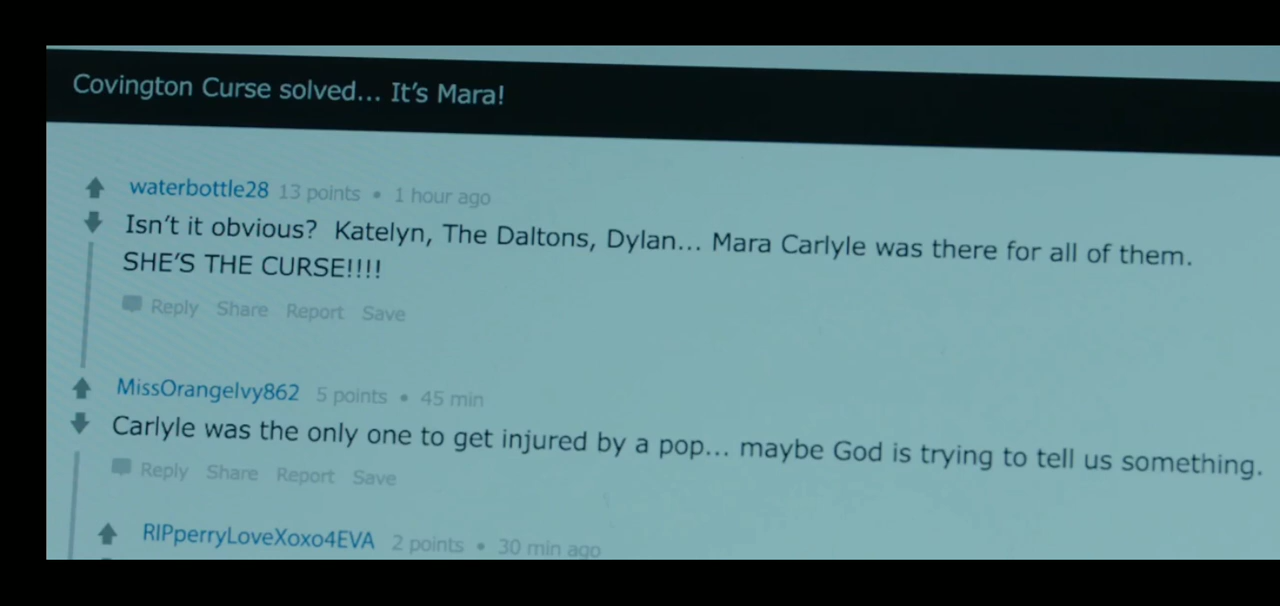 Covington Curse solved... It's Mara!
waterbottle28 13 points • 1 hour ago
Isn't it obvious?  Katelyn, The Daltons, Dylan... Mara Carlyle was there for all of them.
SHE'S THE CURSE!!!!
Reply Share Report Save
MissOrangeIvy862 5 points • 45 min
Carlyle was the only one to get injured by a pop... maybe God is trying to tell us something.
Reply Share Report Save
RIPperryLoveXoxo4EVA 2 points • 30 min ago